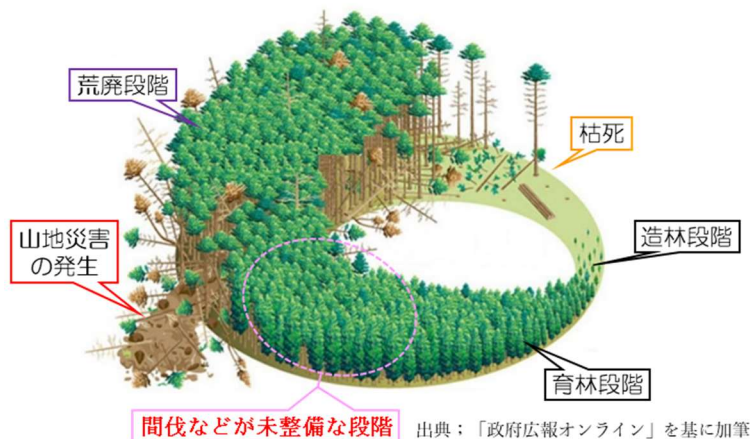 荒廃段階
枯死
山地災害
の発生
造林段階
育林段階
間伐などが未整備な段階
出典；「政府広報オンライン」を基に加筆